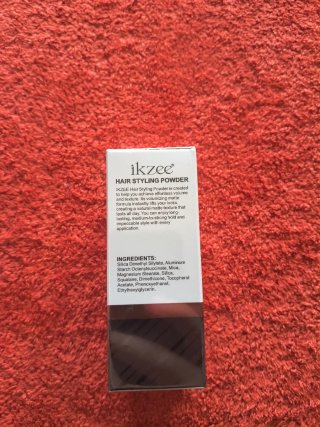 ikzee®
HAIR STYLING POWDER
IKZEE Hair Styling Powder is created
to help you achieve effortless volume
and texture. Its volumizing matte
formula instantly lifts your roots,
creating a natural matte texture that
lasts all day. You can enjoy long-
lasting, medium-to-strong hold and
impeccable style with every
application.
INGREDIENTS:
Silica Dimethyl Silylate, Aluminum
Starch Octenylsuccinate, Mica,
Magnesium Stearate, Silica,
Squalane, Dimethicone, Tocopherol
Acetate, Phenoxyethanol,
Ethylhexylglycerin.